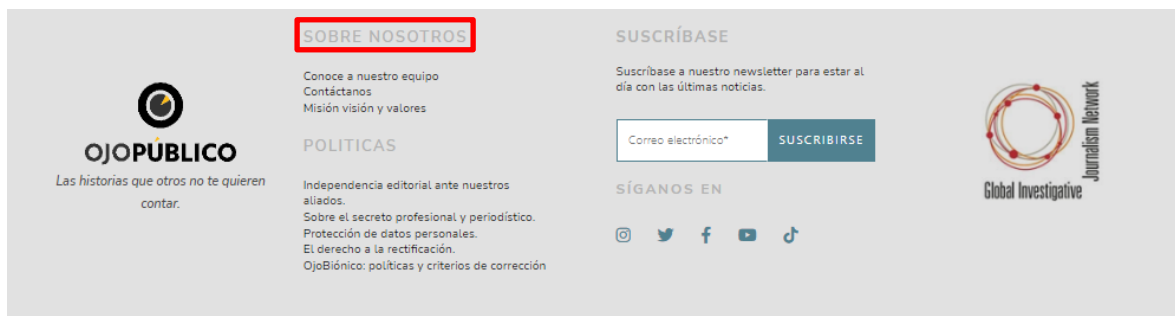 OJOPÚBLICO
Las historias que otros no te quieren
contar.
SOBRE NOSOTROS
Conoce a nuestro equipo
Contáctanos
Misión visión y valores
POLITICAS
Independencia editorial ante nuestros
aliados.
Sobre el secreto profesional y periodístico.
Protección de datos personales.
El derecho a la rectificación.
OjoBiónico: políticas y criterios de corrección
SUSCRÍBASE
Suscríbase a nuestro newsletter para estar al
día con las últimas noticias.
Correo electrónico*
SUSCRIBIRSE
SÍGANOS EN
Global Investigative
Journalism Network